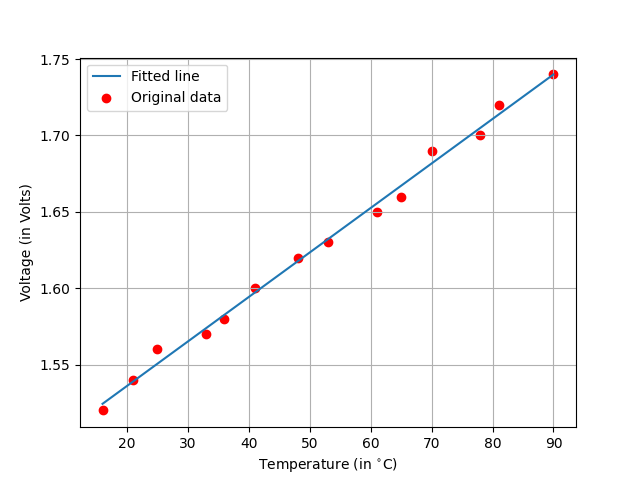 1.75
1.70
1.65
1.60
1.55
Voltage (in Volts)
Fitted line
Original data
20 30 40 50 60 70 80 90
Temperature (in °C)